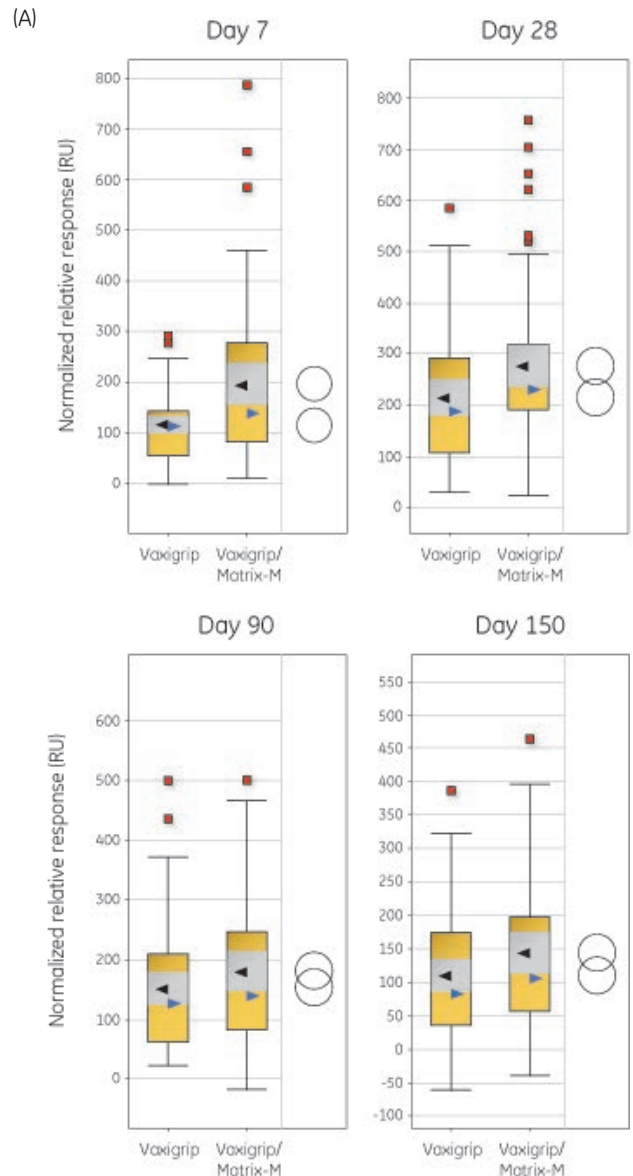 (A)
Day 7
Normalized relative response (RU)
800
700
600
500
400
300
200
100
0
Vaxigrip
Vaxigrip/
Matrix-M
Day 28
800
700
600
500
400
300
200
100
0
Vaxigrip
Vaxigrip/
Matrix-M
Day 90
Normalized relative response (RU)
600
500
400
300
200
100
0
Vaxigrip
Vaxigrip/
Matrix-M
Day 150
550
500
450
400
350
300
250
200
150
100
50
0
-50
-100
Vaxigrip
Vaxigrip/
Matrix-M